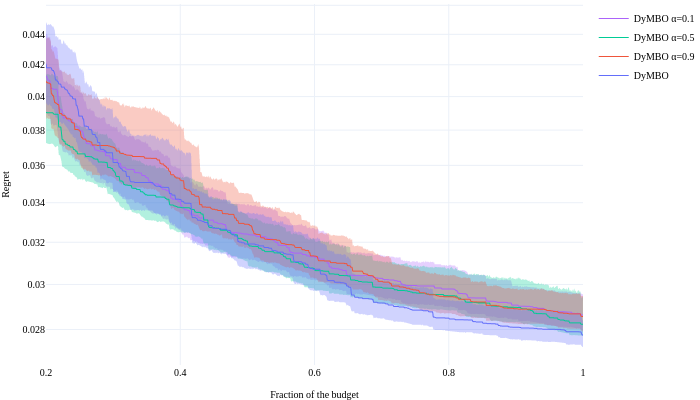 0.044
0.042
0.04
0.038
0.036
0.034
0.032
0.03
0.028
Regret
0.2
0.4
0.6
0.8
1
Fraction of the budget
DyMBO α=0.1
DyMBO α=0.5
DyMBO α=0.9
DyMBO